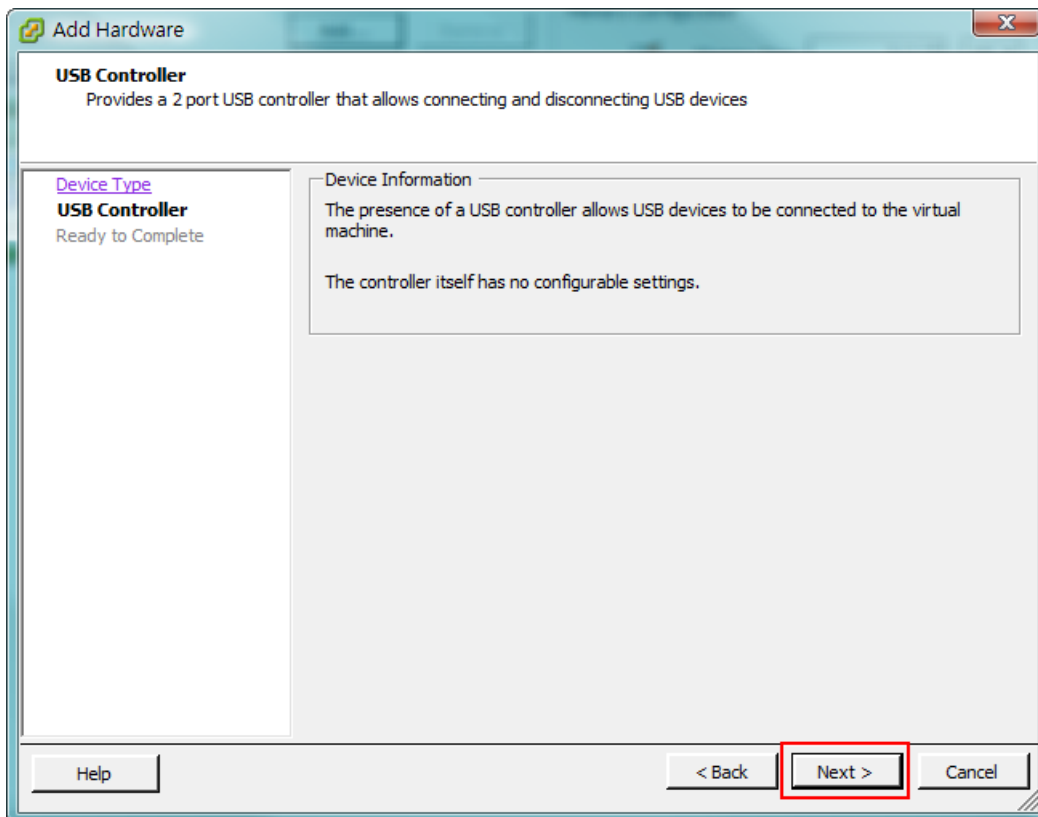 Add Hardware
USB Controller
Provides a 2 port USB controller that allows connecting and disconnecting USB devices
Device Type
USB Controller
Ready to Complete
Device Information
The presence of a USB controller allows USB devices to be connected to the virtual
machine.
The controller itself has no configurable settings.
Help
< Back
Next >
Cancel